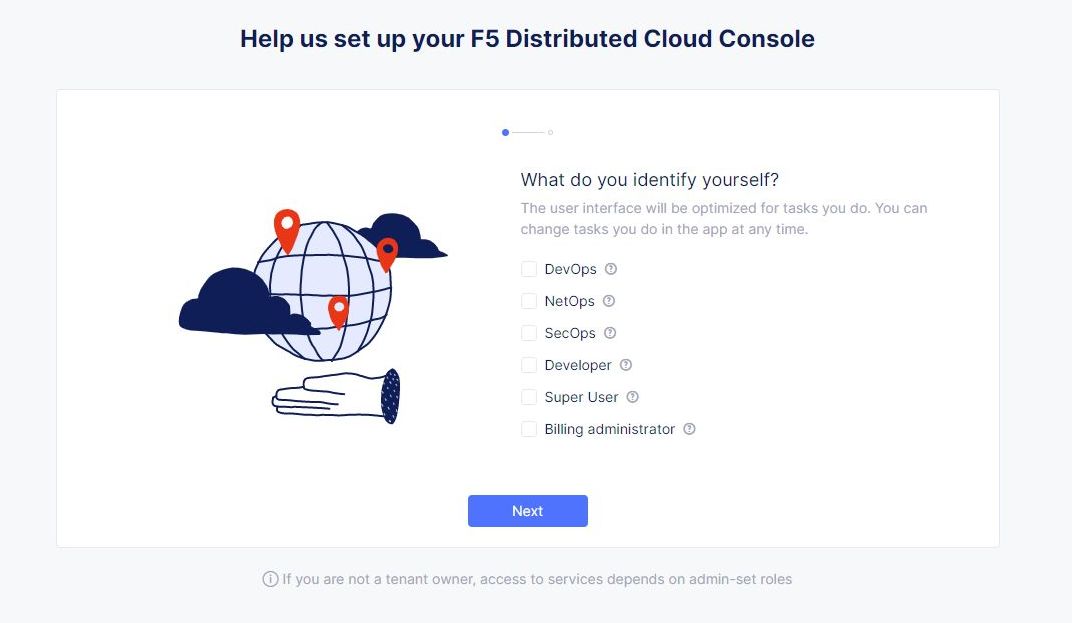 Help us set up your F5 Distributed Cloud Console
What do you identify yourself?
The user interface will be optimized for tasks you do. You can
change tasks you do in the app at any time.
DevOps
NetOps
SecOps
Developer
Super User
Billing administrator
Next
If you are not a tenant owner, access to services depends on admin-set roles